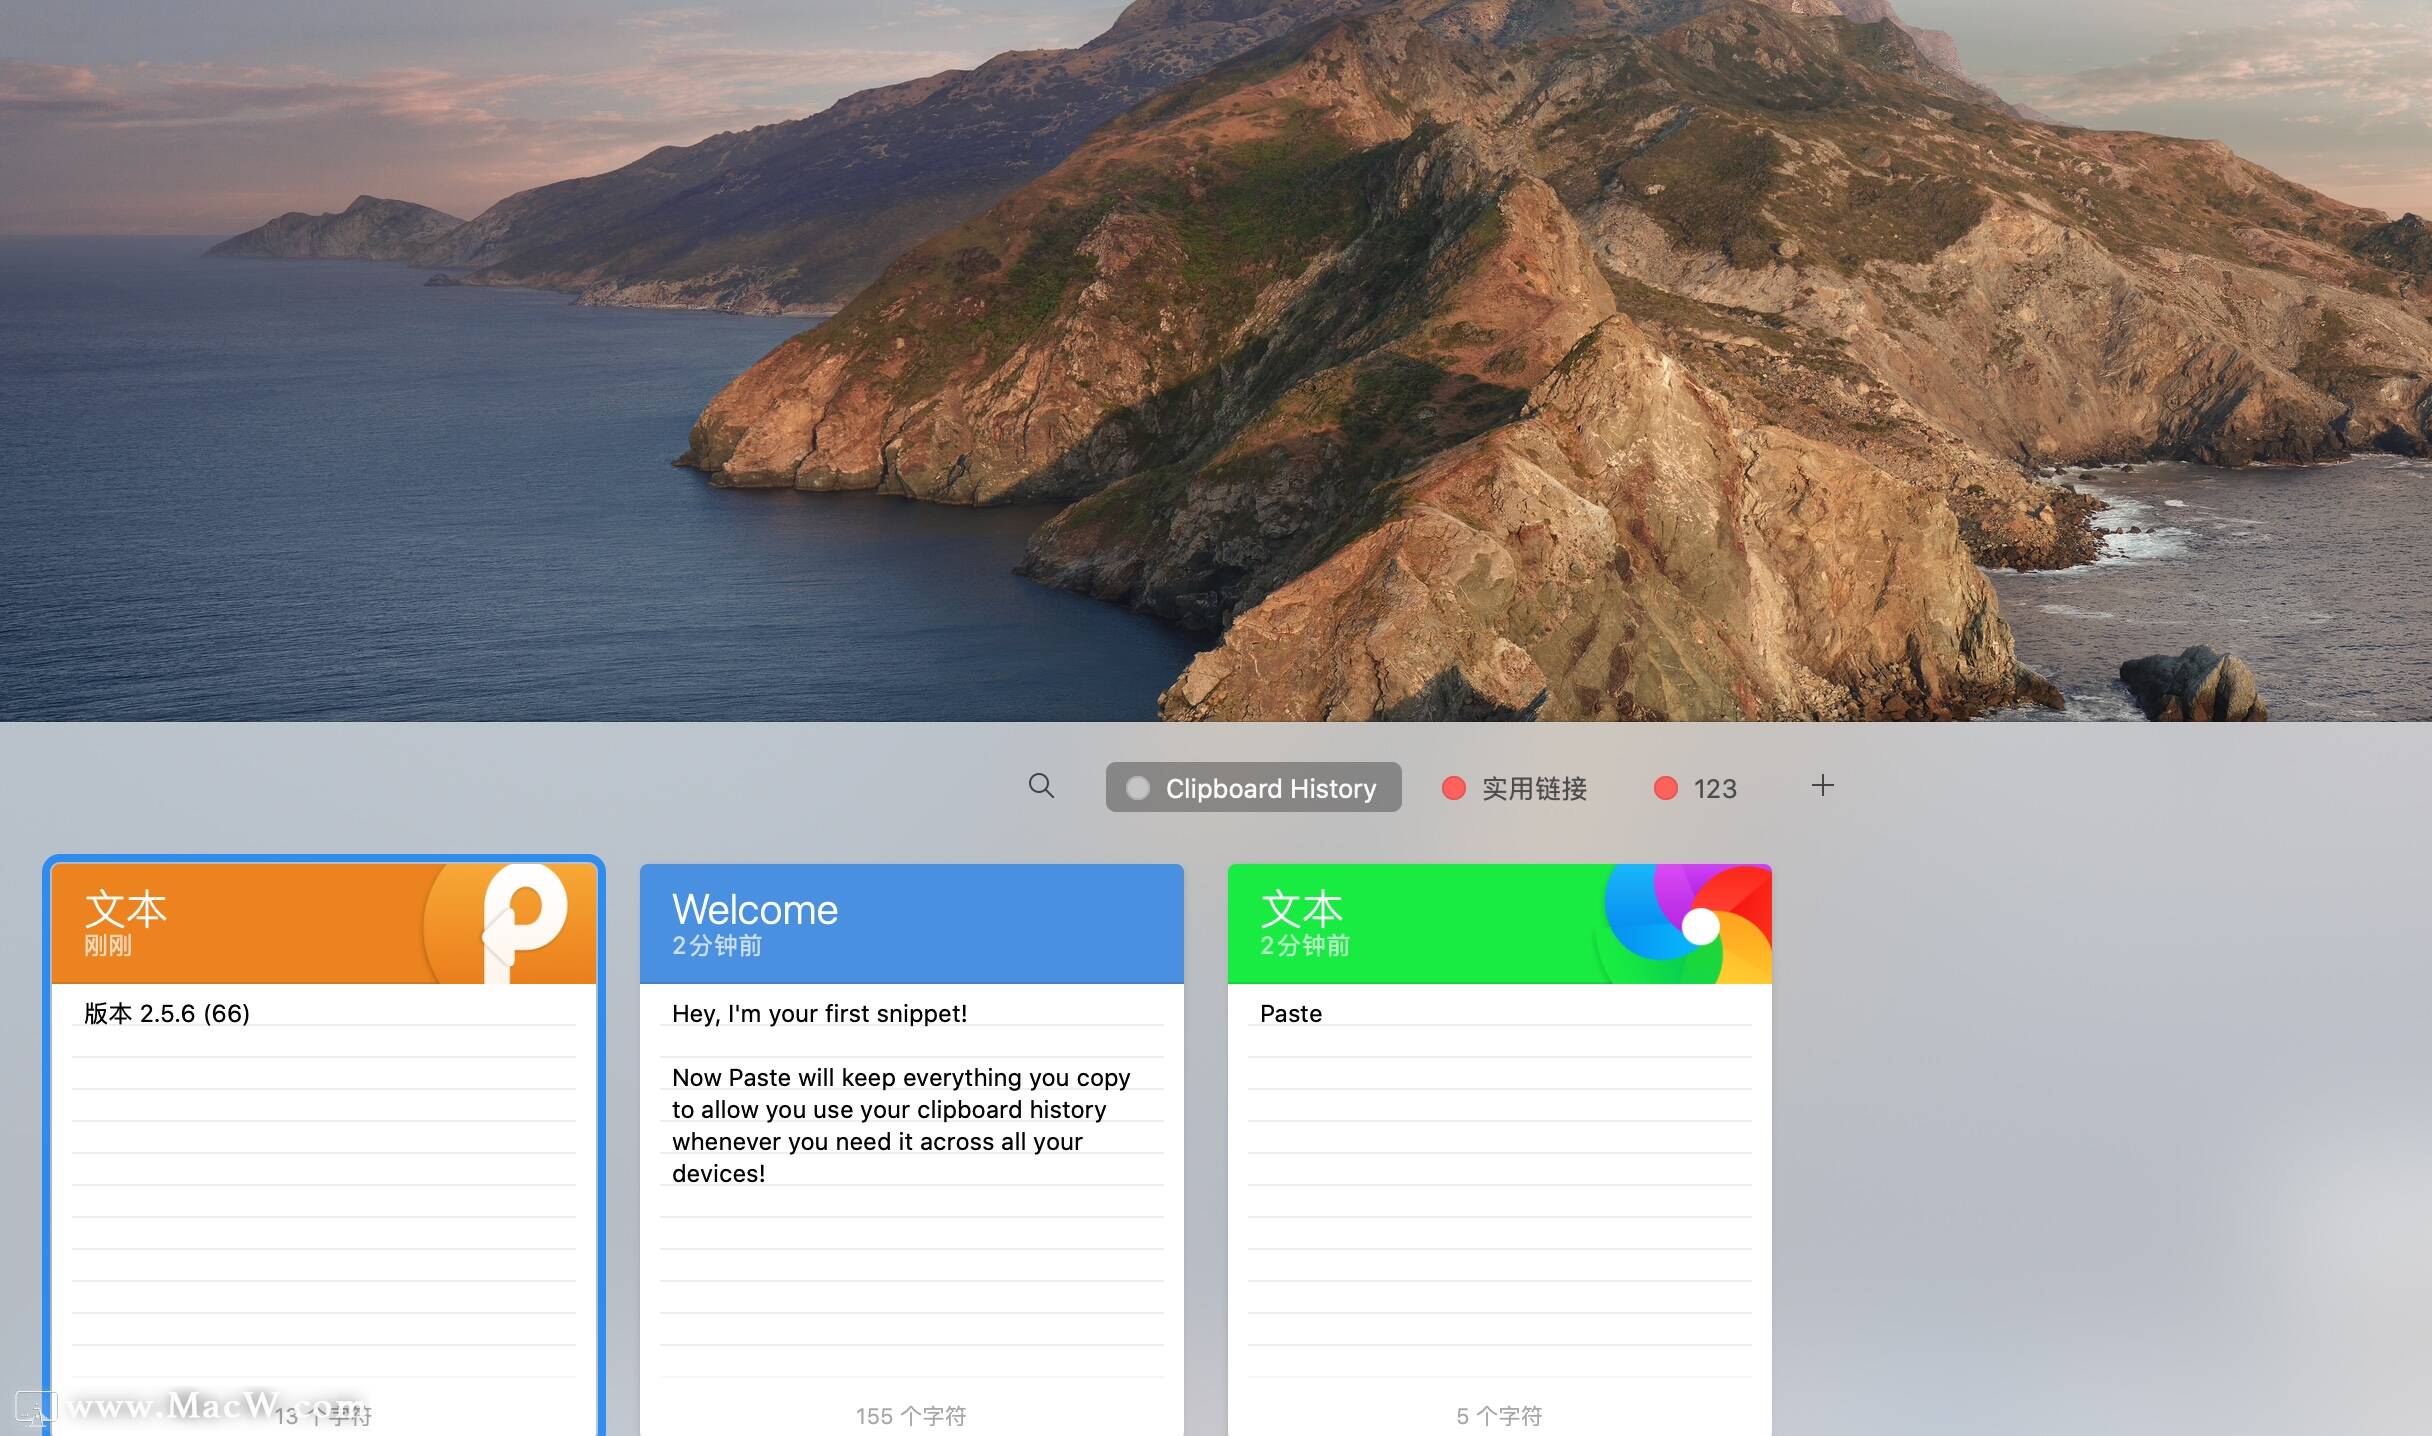 Clipboard History
实用链接
123
文本
刚刚
版本 2.5.6 (66)
13 个字符
Welcome
2分钟前
Hey, I'm your first snippet!
Now Paste will keep everything you copy
to allow you use your clipboard history
whenever you need it across all your
devices!
155 个字符
文本
2分钟前
Paste
5 个字符
www.MacW.com